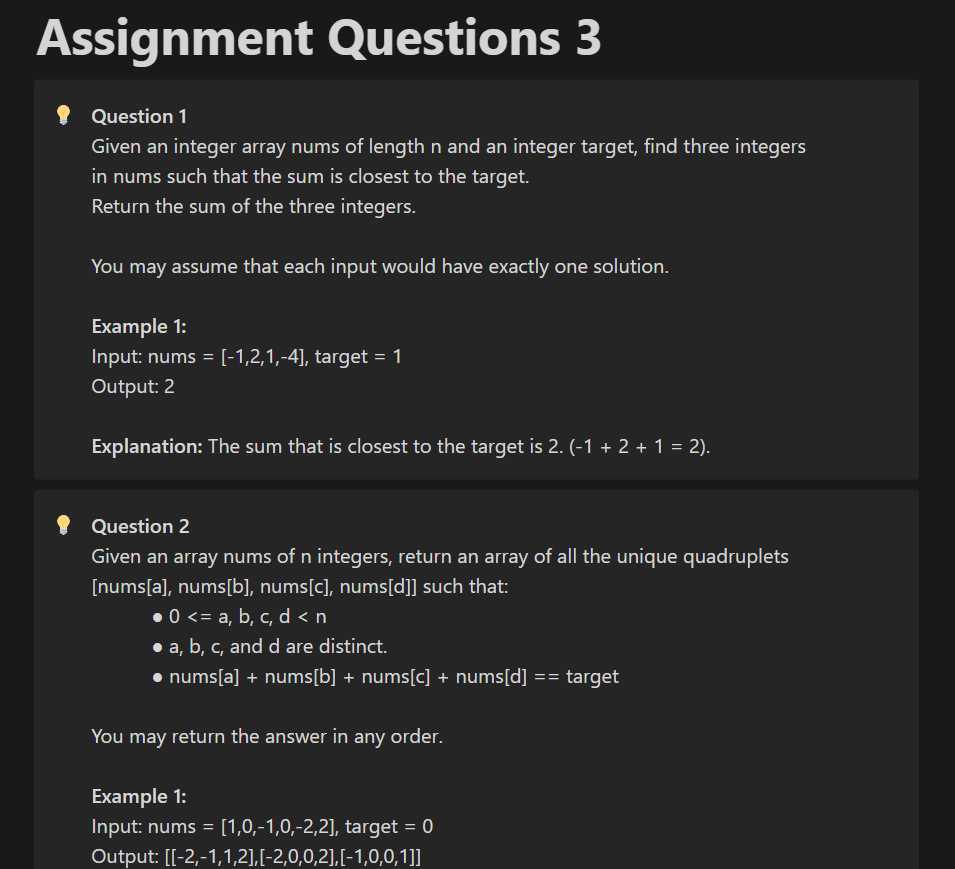 Assignment Questions 3
Question 1
Given an integer array nums of length n and an integer target, find three integers
in nums such that the sum is closest to the target.
Return the sum of the three integers.
You may assume that each input would have exactly one solution.
Example 1:
Input: nums = [-1,2,1,-4], target = 1
Output: 2
Explanation: The sum that is closest to the target is 2. (-1 + 2 + 1 = 2).
Question 2
Given an array nums of n integers, return an array of all the unique quadruplets
[nums[a], nums[b], nums[c], nums[d]] such that:
● 0 <= a, b, c, d < n
● a, b, c, and d are distinct.
● nums[a] + nums[b] + nums[c] + nums[d] == target
You may return the answer in any order.
Example 1:
Input: nums = [1,0,-1,0,-2,2], target = 0
Output: [[-2,-1,1,2],[-2,0,0,2],[-1,0,0,1]]